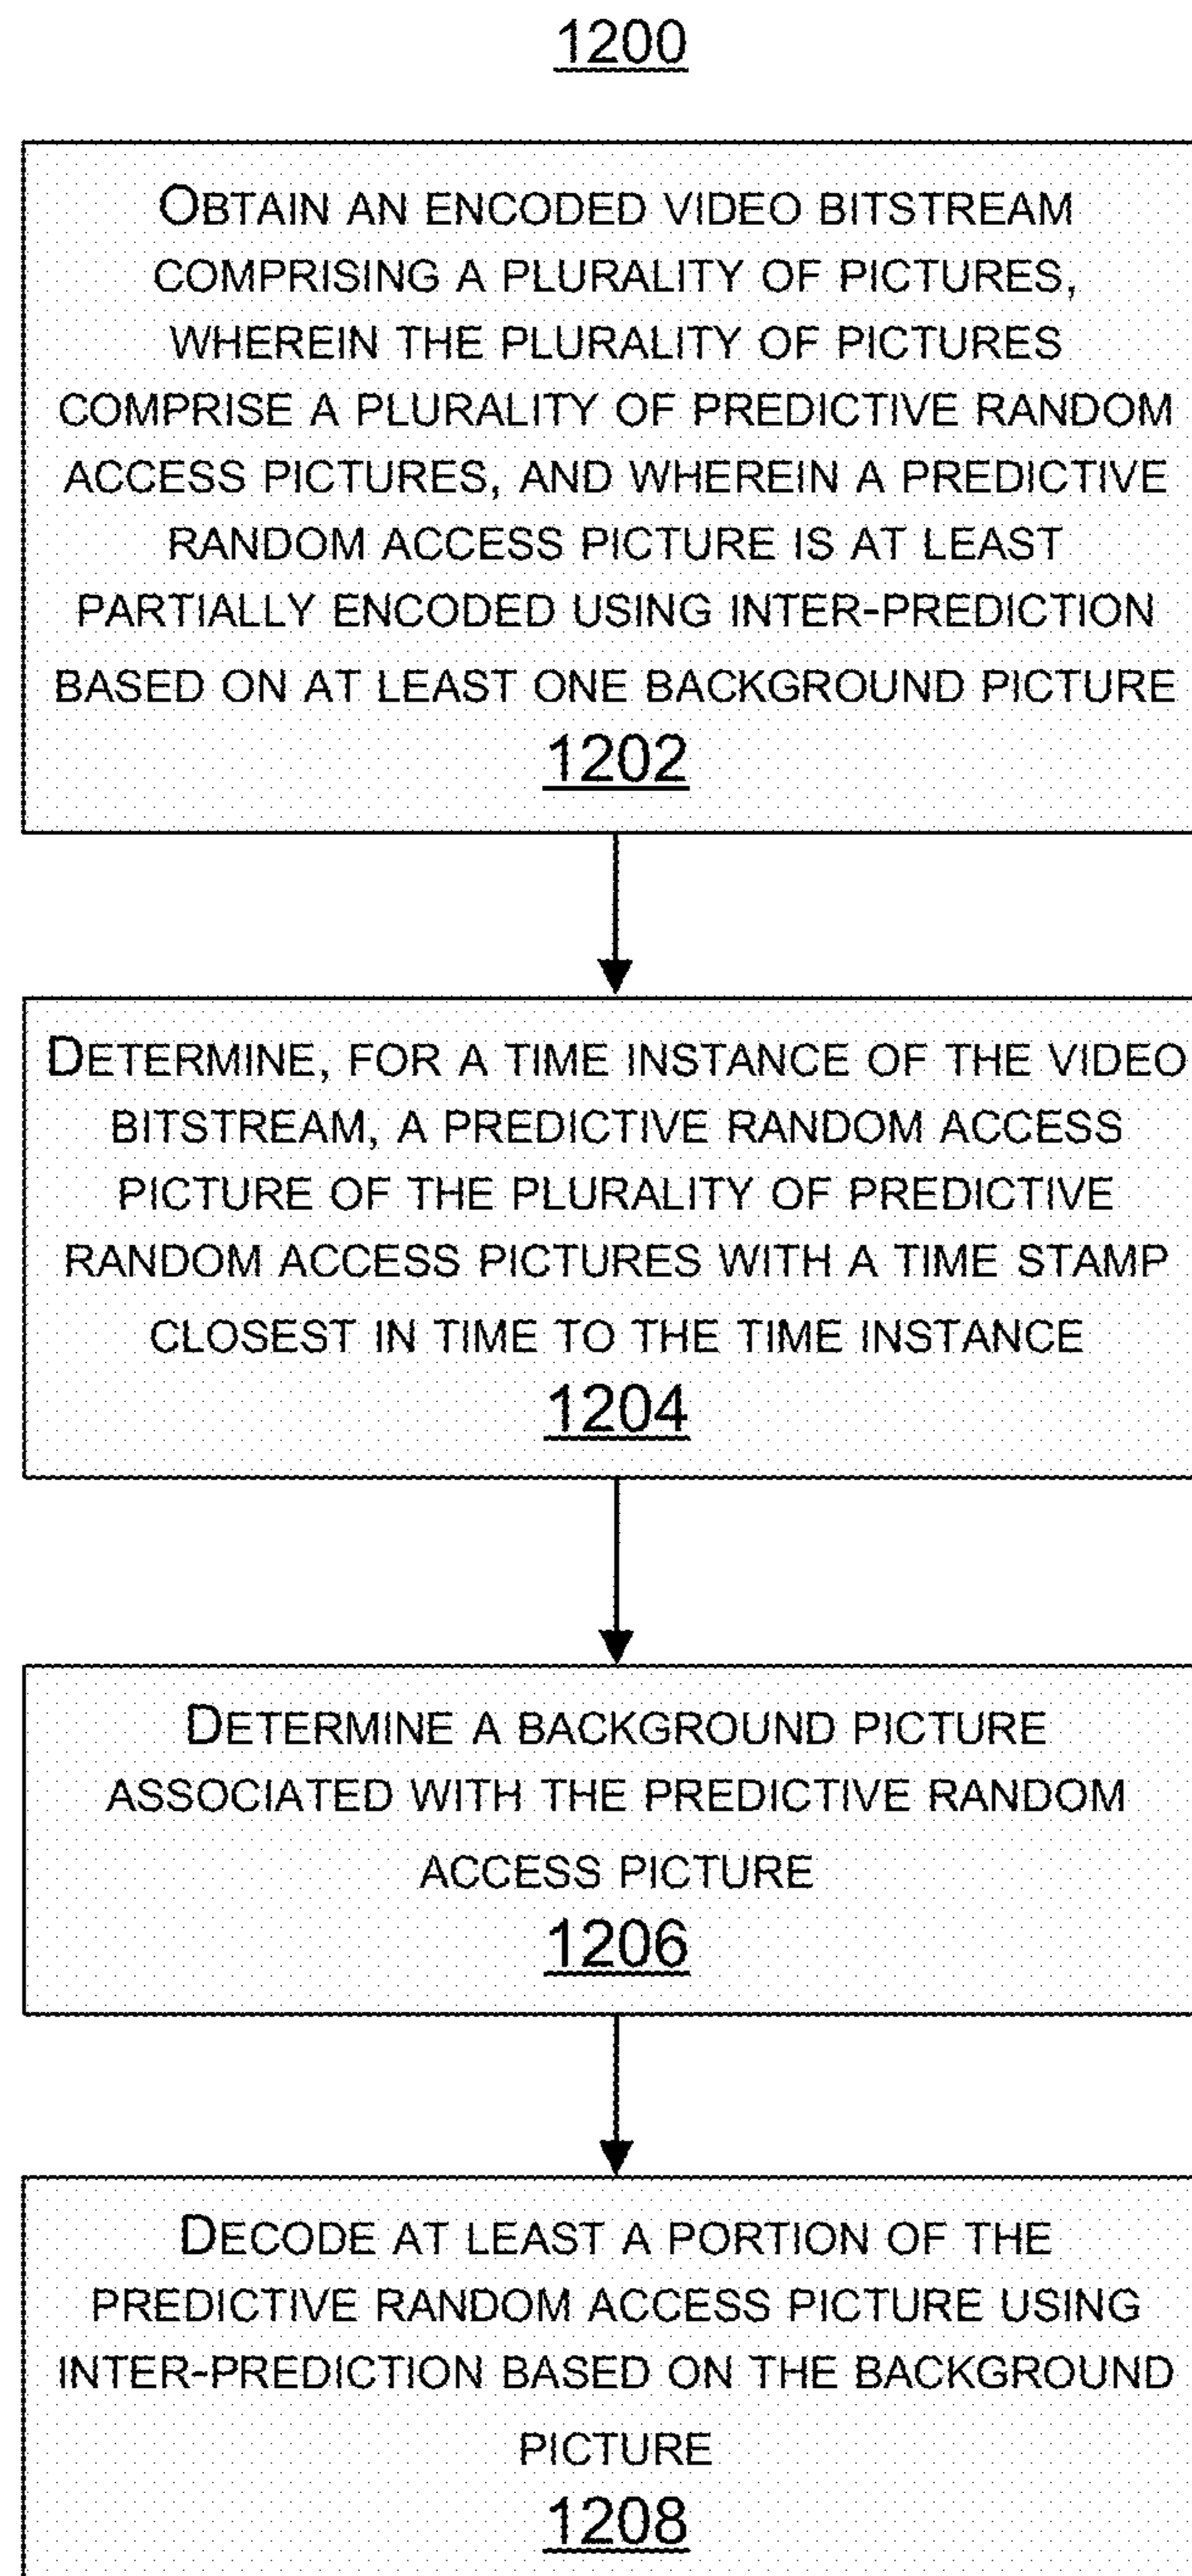 1200
OBTAIN AN ENCODED VIDEO BITSTREAM
COMPRISING A PLURALITY OF PICTURES,
WHEREIN THE PLURALITY OF PICTURES
COMPRISE A PLURALITY OF PREDICTIVE RANDOM
ACCESS PICTURES, AND WHEREIN A PREDICTIVE
RANDOM ACCESS PICTURE IS AT LEAST
PARTIALLY ENCODED USING INTER-PREDICTION
BASED ON AT LEAST ONE BACKGROUND PICTURE
1202
DETERMINE, FOR A TIME INSTANCE OF THE VIDEO
BITSTREAM, A PREDICTIVE RANDOM ACCESS
PICTURE OF THE PLURALITY OF PREDICTIVE
RANDOM ACCESS PICTURES WITH A TIME STAMP
CLOSEST IN TIME TO THE TIME INSTANCE
1204
DETERMINE A BACKGROUND PICTURE
ASSOCIATED WITH THE PREDICTIVE RANDOM
ACCESS PICTURE
1206
DECODE AT LEAST A PORTION OF THE
PREDICTIVE RANDOM ACCESS PICTURE USING
INTER-PREDICTION BASED ON THE BACKGROUND
PICTURE
1208